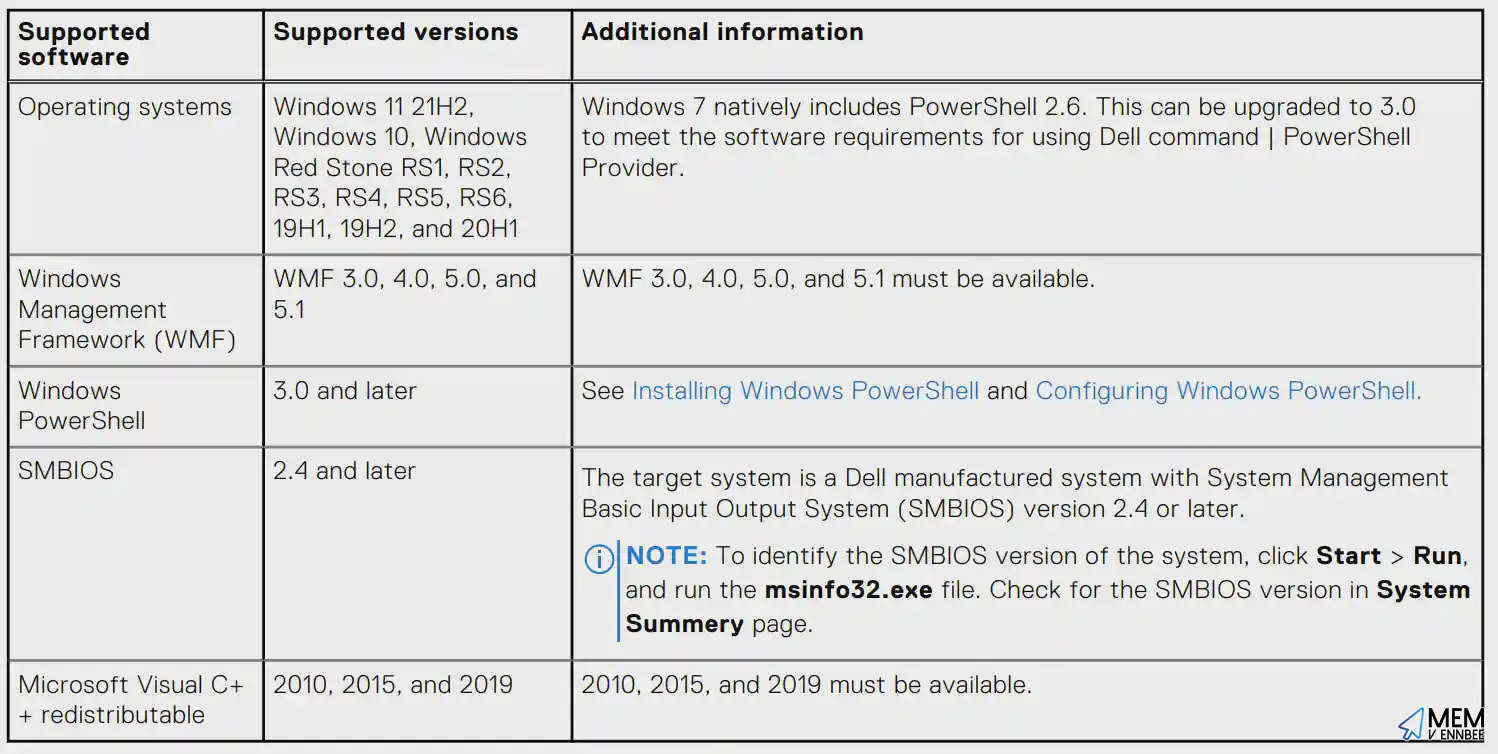 Supported
software
Supported versions
Additional information
Operating systems
Windows 11 21H2,
Windows 10, Windows
Red Stone RS1, RS2,
RS3, RS4, RS5, RS6,
19H1, 19H2, and 20H1
Windows 7 natively includes PowerShell 2.6. This can be upgraded to 3.0
to meet the software requirements for using Dell command | PowerShell
Provider.
Windows
Management
Framework (WMF)
WMF 3.0, 4.0, 5.0, and
5.1
WMF 3.0, 4.0, 5.0, and 5.1 must be available.
Windows
PowerShell
3.0 and later
See Installing Windows PowerShell and Configuring Windows PowerShell.
SMBIOS
2.4 and later
The target system is a Dell manufactured system with System Management
Basic Input Output System (SMBIOS) version 2.4 or later.
NOTE: To identify the SMBIOS version of the system, click Start > Run,
and run the msinfo32.exe file. Check for the SMBIOS version in System
Summery page.
Microsoft Visual C+
+ redistributable
2010, 2015, and 2019
2010, 2015, and 2019 must be available.
MEM
V ENNBEE